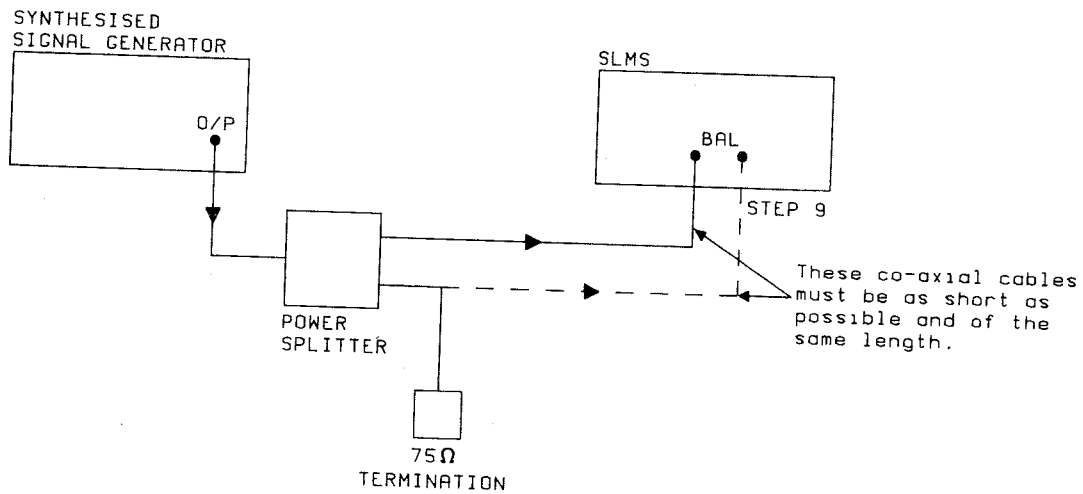 SYNTHESISED
SIGNAL GENERATOR
O/P
SLMS
BAL
STEP 9
POWER
SPLITTER
These co-axial cables
must be as short as
possible and of the
same length.
75Ω
TERMINATION